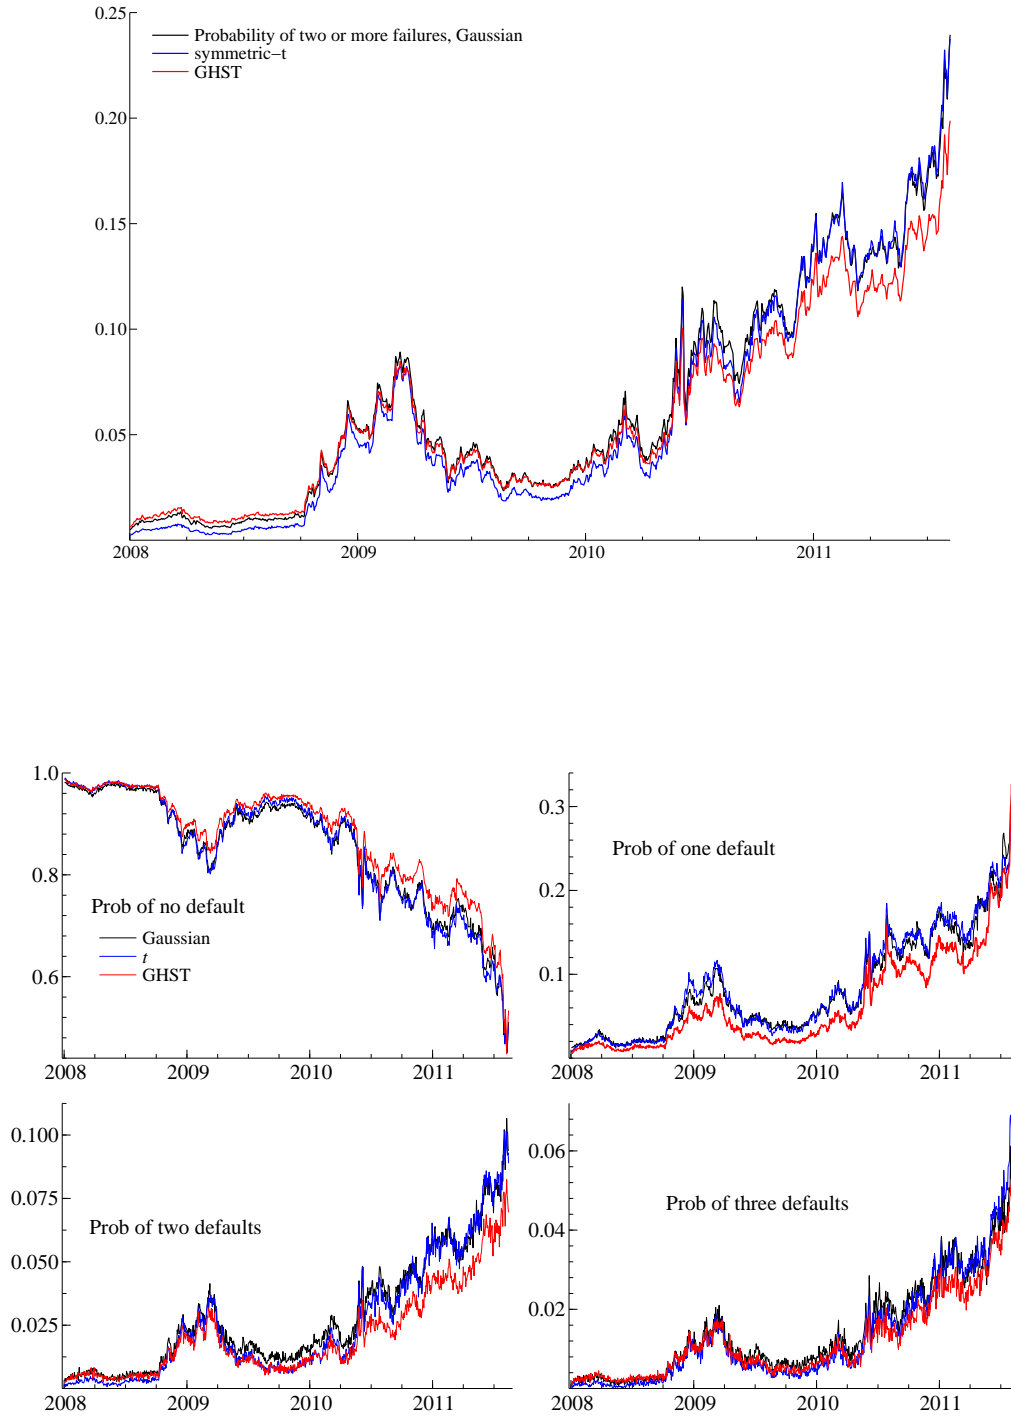 0.25
Probability of two or more failures, Gaussian
symmetric−t
GHST
0.20
0.15
0.10
0.05
2008 2009 2010 2011
1.0
0.8
0.6
Prob of no default
Gaussian
t
GHST
2008 2009 2010 2011
0.3
0.2
0.1
Prob of one default
2008 2009 2010 2011
0.100
0.075
0.050
0.025
Prob of two defaults
2008 2009 2010 2011
0.06
0.04
0.02
Prob of three defaults
2008 2009 2010 2011